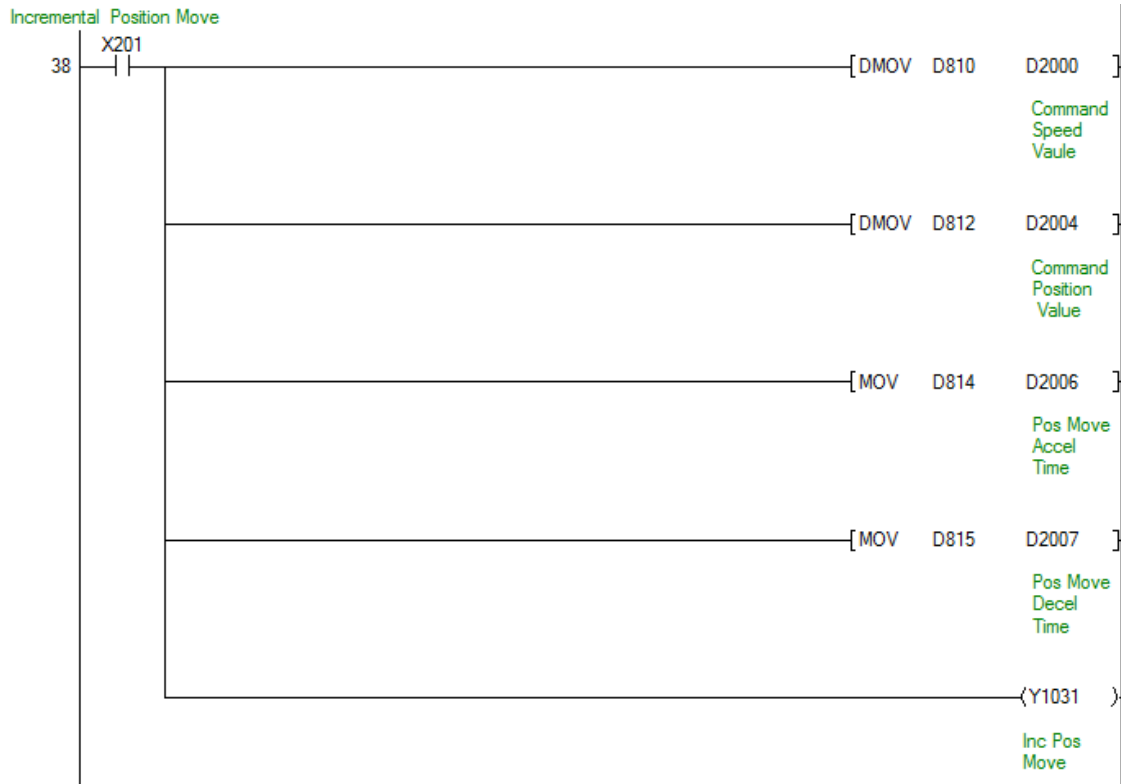 Incremental Position Move
X201
38
DMOV D810 D2000
Command
Speed
Vaule
DMOV D812 D2004
Command
Position
Value
MOV D814 D2006
Pos Move
Accel
Time
MOV D815 D2007
Pos Move
Decel
Time
Y1031
Inc Pos
Move